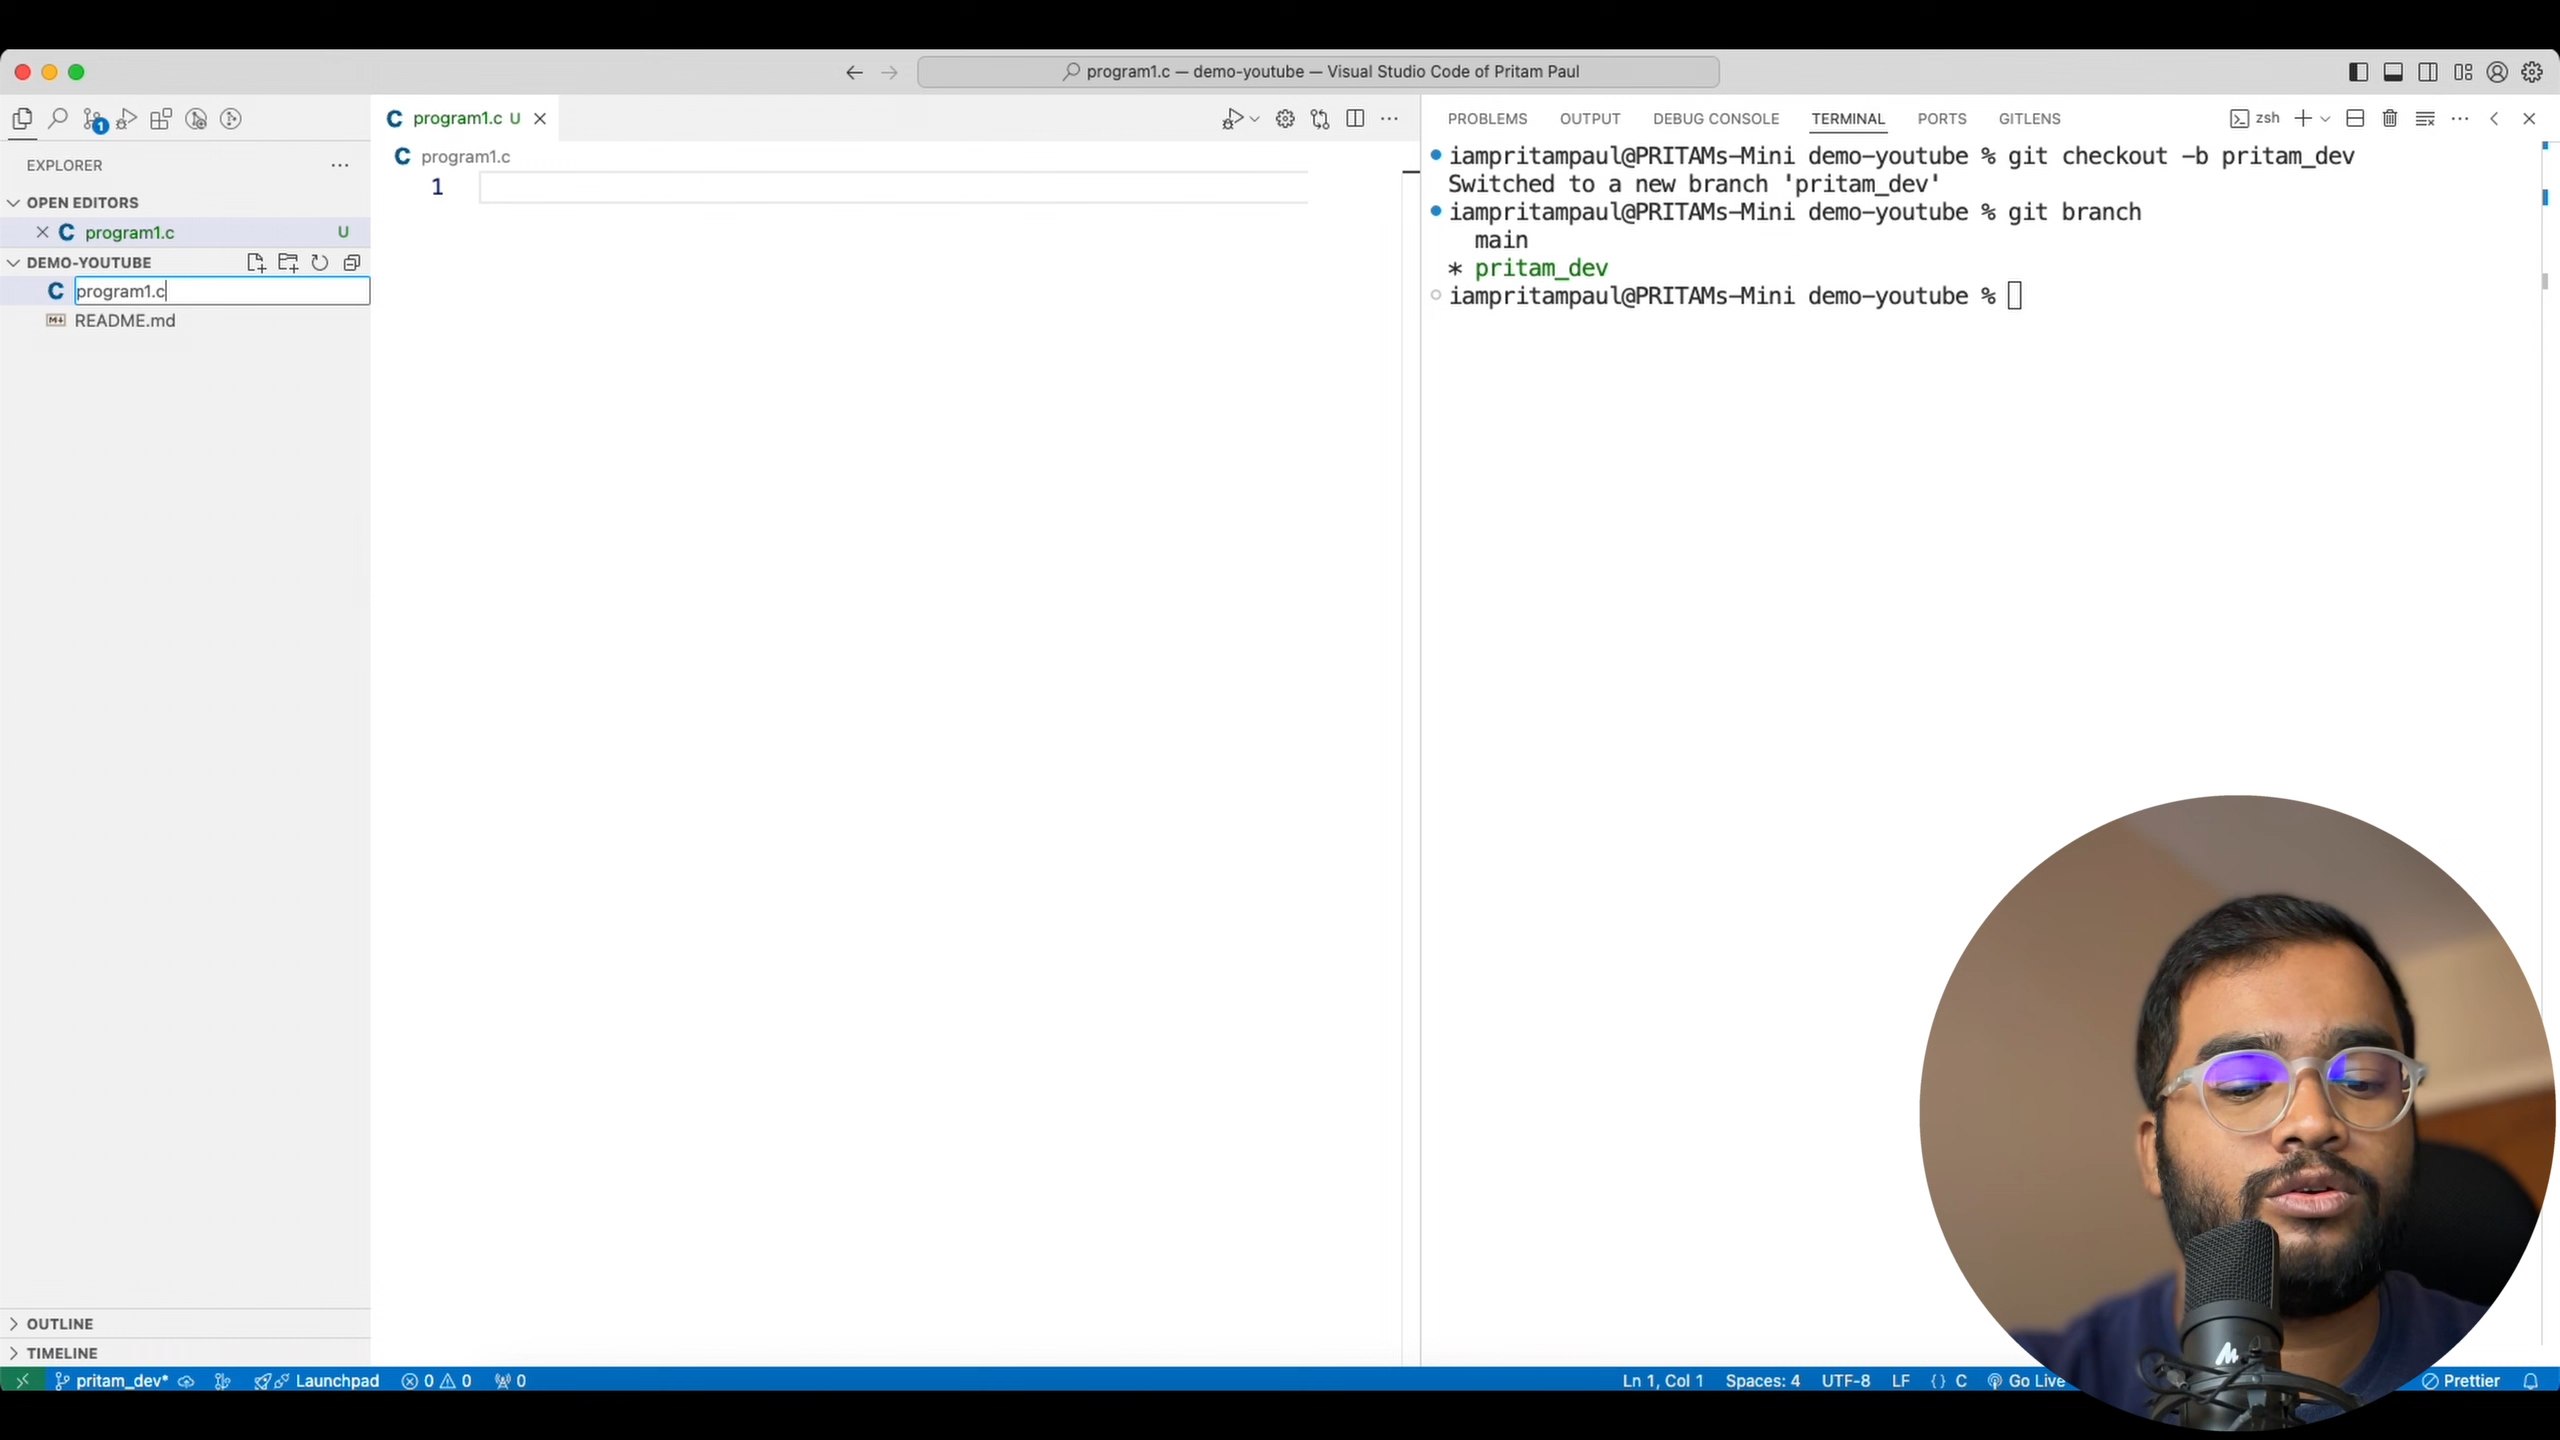 program1.c — demo-youtube — Visual Studio Code of Pritam Paul
1
EXPLORER
OPEN EDITORS
program1.c U
DEMO-YOUTUBE
program1.c
README.md
OUTLINE
TIMELINE
program1.c U
program1.c
1
PROBLEMS OUTPUT DEBUG CONSOLE TERMINAL PORTS GITLENS
zsh
iampritampaul@PRITAMs-Mini demo-youtube % git checkout -b pritam_dev
Switched to a new branch 'pritam_dev'
iampritampaul@PRITAMs-Mini demo-youtube % git branch
main
* pritam_dev
iampritampaul@PRITAMs-Mini demo-youtube %
pritam_dev* Launchpad 0 0 0 Ln 1, Col 1 Spaces: 4 UTF-8 LF {} C Go Live Prettier